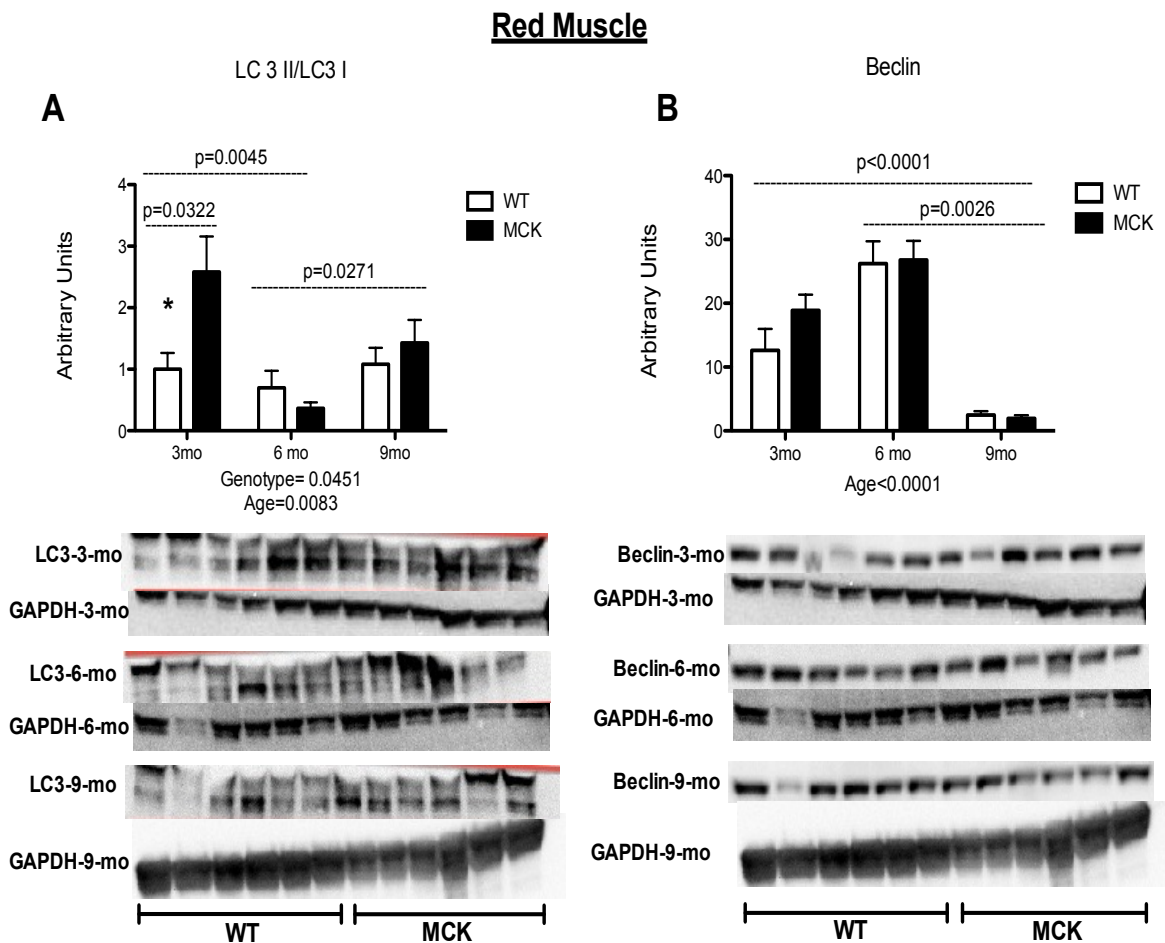 Red Muscle
LC 3 II/LC3 I
A
p=0.0045
p=0.0322
p=0.0271
*
WT
MCK
Arbitrary Units
4
3
2
1
0
3mo
6 mo
9mo
Genotype= 0.0451
Age=0.0083
LC3-3-mo
GAPDH-3-mo
LC3-6-mo
GAPDH-6-mo
LC3-9-mo
GAPDH-9-mo
WT
MCK
Beclin
B
p<0.0001
p=0.0026
WT
MCK
Arbitrary Units
40
30
20
10
0
3mo
6 mo
9mo
Age<0.0001
Beclin-3-mo
GAPDH-3-mo
Beclin-6-mo
GAPDH-6-mo
Beclin-9-mo
GAPDH-9-mo
WT
MCK